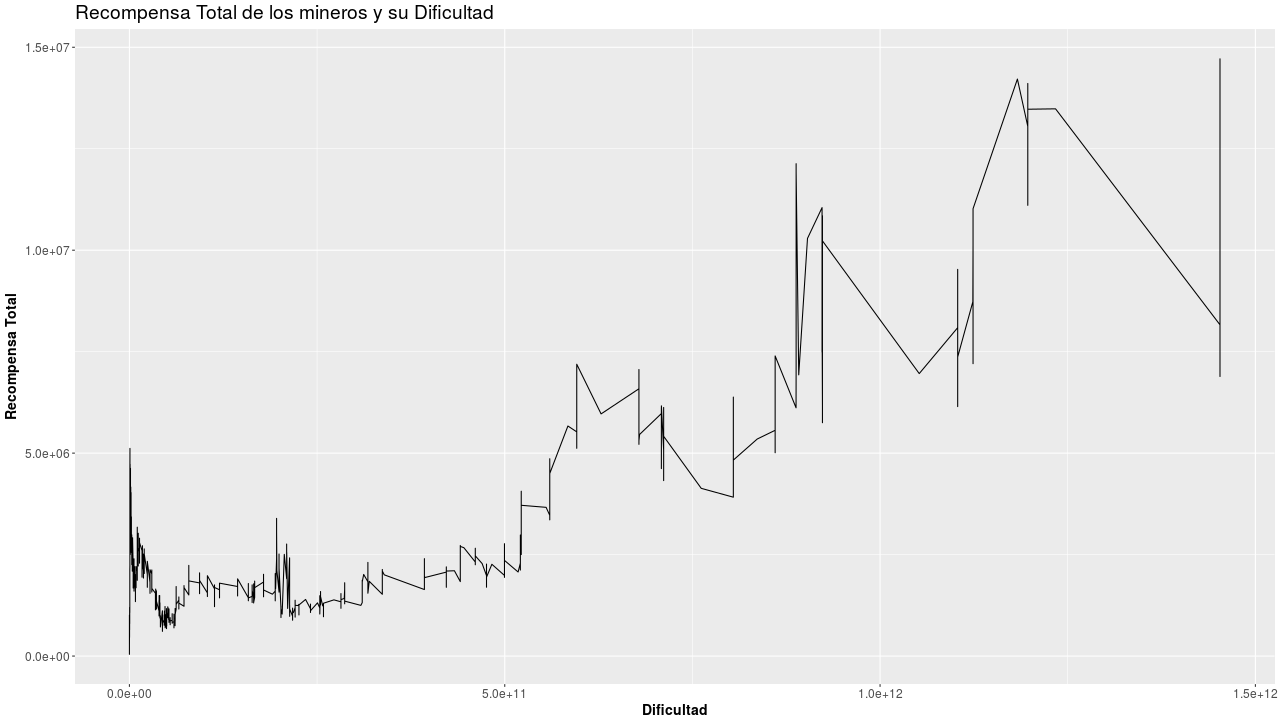 Recompensa Total de los mineros y su Dificultad
1.5e+07
1.0e+07
5.0e+06
0.0e+00
Recompensa Total
0.0e+00 5.0e+11 1.0e+12 1.5e+12
Dificultad